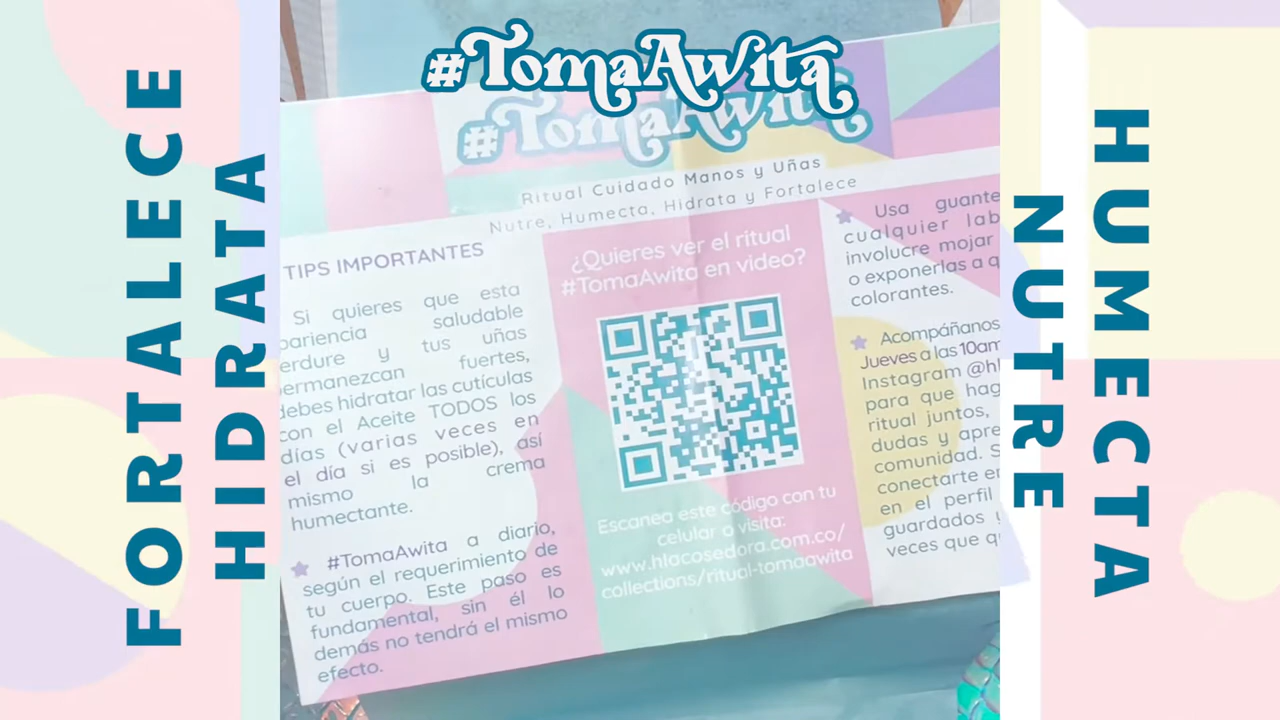 #TomaAwita
#TomaAwita
FORTALECE
HIDRATA
Ritual Cuidado Manos y Uñas
Nutre, Humecta, Hidrata y Fortalece
TIPS IMPORTANTES
Si quieres que esta
pariencia saludable
erdure y tus uñas
ermanezcan fuertes,
debes hidratar las cutículas
con el Aceite TODOS los
días (varias veces en
el día si es posible), así
mismo la crema
humectante.
#TomaAwita a diario,
según el requerimiento de
tu cuerpo. Este paso es
fundamental, sin él lo
demás no tendrá el mismo
efecto.
¿Quieres ver el ritual
#TomaAwita en video?
Escanea este código con tu
celular o visita:
www.hlacosedora.com.co/
collections/ritual-tomaawita
Usa guante
cualquier lab
involucre mojar
o exponerlas a q
colorantes.
Acompáñanos
Jueves a las 10am
Instagram @hl
para que hag
ritual juntos,
dudas y apre
comunidad. S
conectarte en
en el perfil
guardados y
veces que qu
NUTRE
HUMECTA